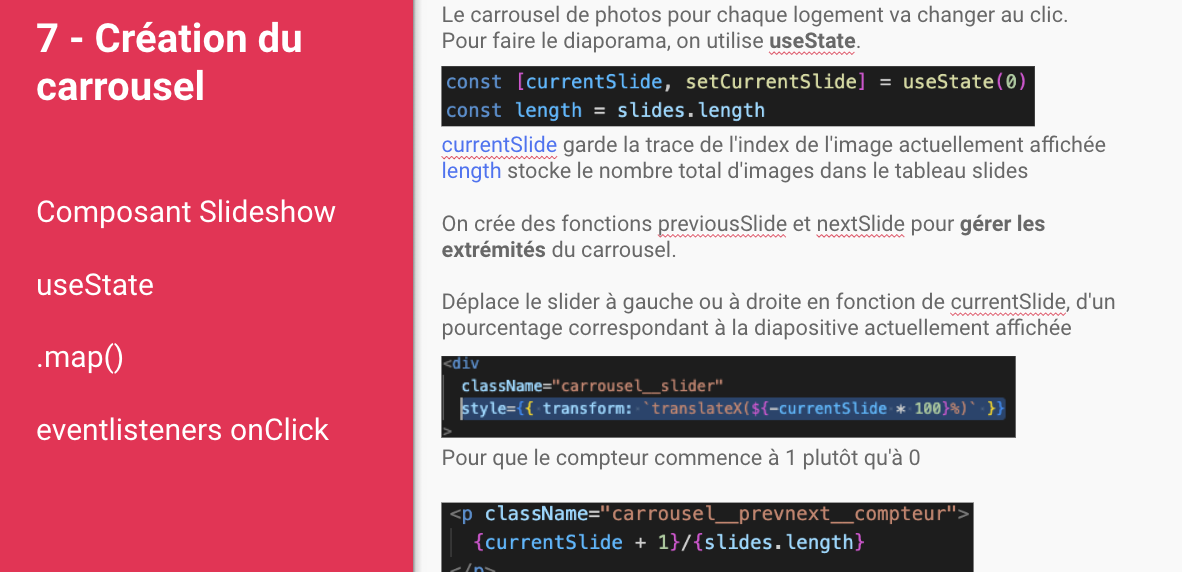 7 - Création du
carrousel
Composant Slideshow
useState
.map()
eventlisteners onClick
Le carrousel de photos pour chaque logement va changer au clic.
Pour faire le diaporama, on utilise useState.
const [currentSlide, setCurrentSlide] = useState(0)
const length = slides.length
currentSlide garde la trace de l'index de l'image actuellement affichée
length stocke le nombre total d'images dans le tableau slides
On crée des fonctions previousSlide et nextSlide pour gérer les
extrémités du carrousel.
Déplace le slider à gauche ou à droite en fonction de currentSlide, d'un
pourcentage correspondant à la diapositive actuellement affichée
<div
className="carrousel__slider"
style={{ transform: `translateX(${-currentSlide * 100}%)` }}
>
Pour que le compteur commence à 1 plutôt qu'à 0
<p className="carrousel__prevnext__compteur">
{currentSlide + 1}/{slides.length}
</p>